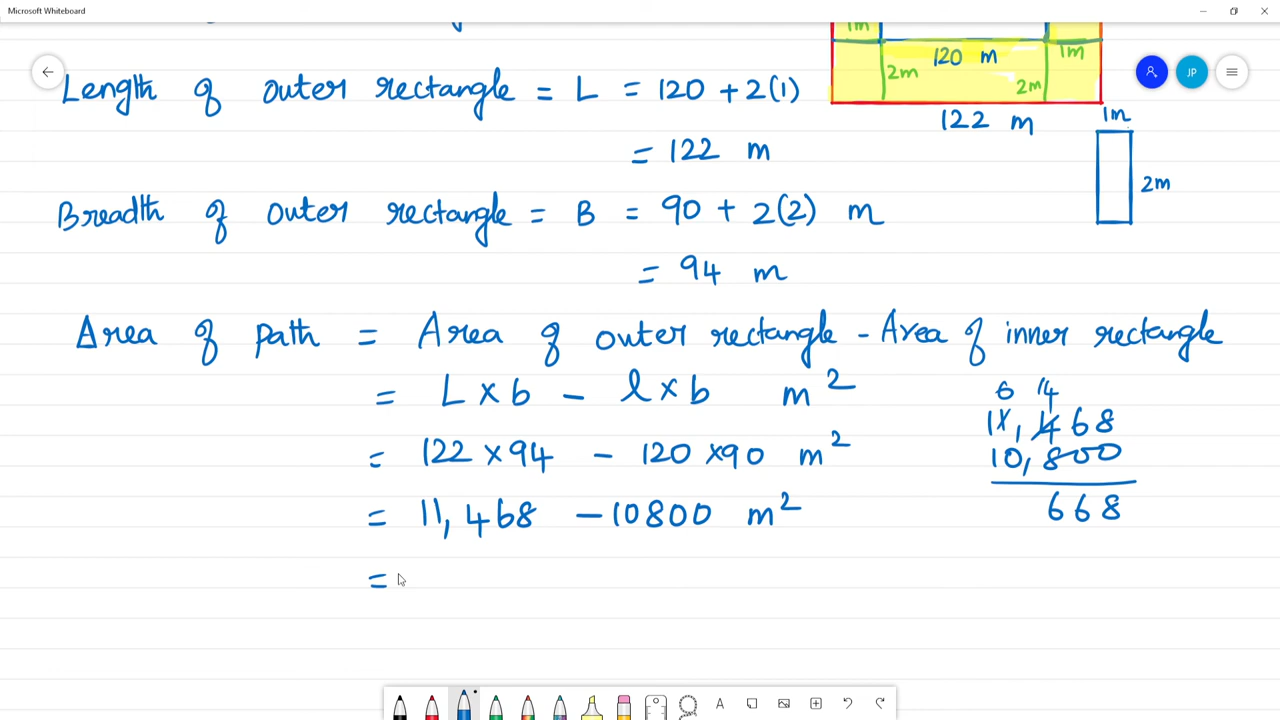 Microsoft Whiteboard
1m
120 m
1m
2m
2m
JP
Length of outer rectangle = L = 120 + 2(1)
122 m
1m
= 122 m
2m
Breadth of outer rectangle = B = 90 + 2(2) m
= 94 m
Area of path = Area of outer rectangle - Area of inner rectangle
= L × b - l × b m²
6 14
= 122 × 94 - 120 × 90 m²
11,468
10,800
= 11,468 - 10800 m²
668
=
A